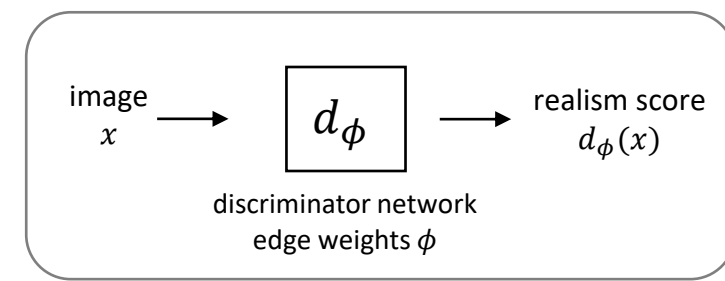 image
x
d_ϕ
realism score
d_ϕ(x)
discriminator network
edge weights ϕ